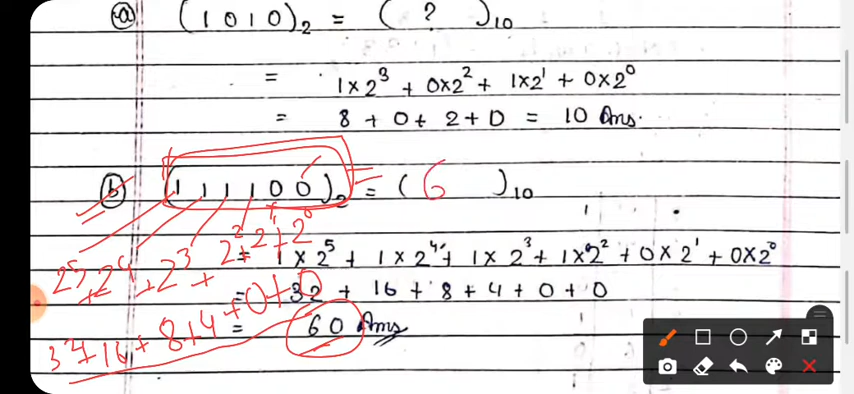 (a) (1010)₂ = ( ? )₁₀
= 1×2³ + 0×2² + 1×2¹ + 0×2⁰
= 8 + 0 + 2 + 0 = 10 Ans.
(b) (111100)₂ = ( 6 )₁₀
2⁵ + 2⁴ + 2³ + 2² + 2¹ + 2⁰
= 1×2⁵ + 1×2⁴ + 1×2³ + 1×2² + 0×2¹ + 0×2⁰
= 32 + 16 + 8 + 4 + 0 + 0
32+16+8+4+0+0
= 60 Ans